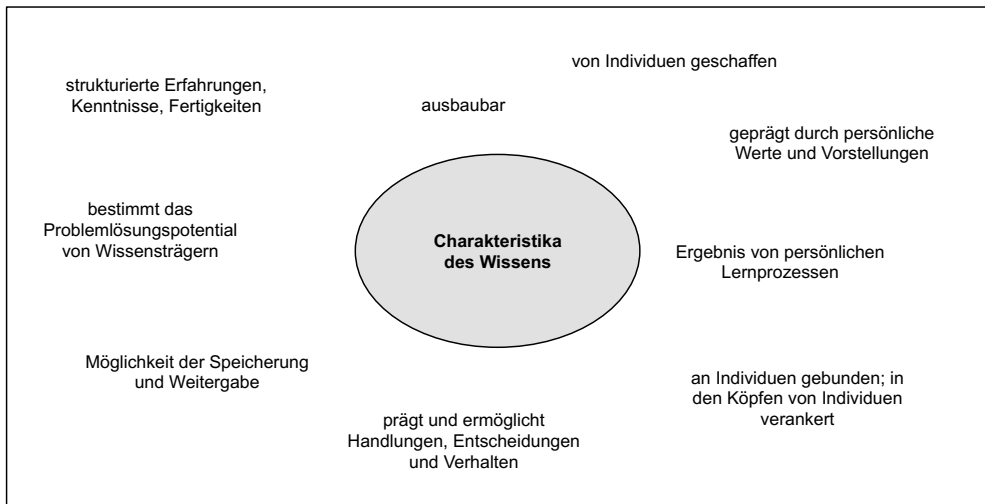 von Individuen geschaffen
strukturierte Erfahrungen,
Kenntnisse, Fertigkeiten
ausbaubar
geprägt durch persönliche
Werte und Vorstellungen
bestimmt das
Problemlösungspotential
von Wissensträgern
Charakteristika
des Wissens
Ergebnis von persönlichen
Lernprozessen
Möglichkeit der Speicherung
und Weitergabe
an Individuen gebunden; in
den Köpfen von Individuen
verankert
prägt und ermöglicht
Handlungen, Entscheidungen
und Verhalten